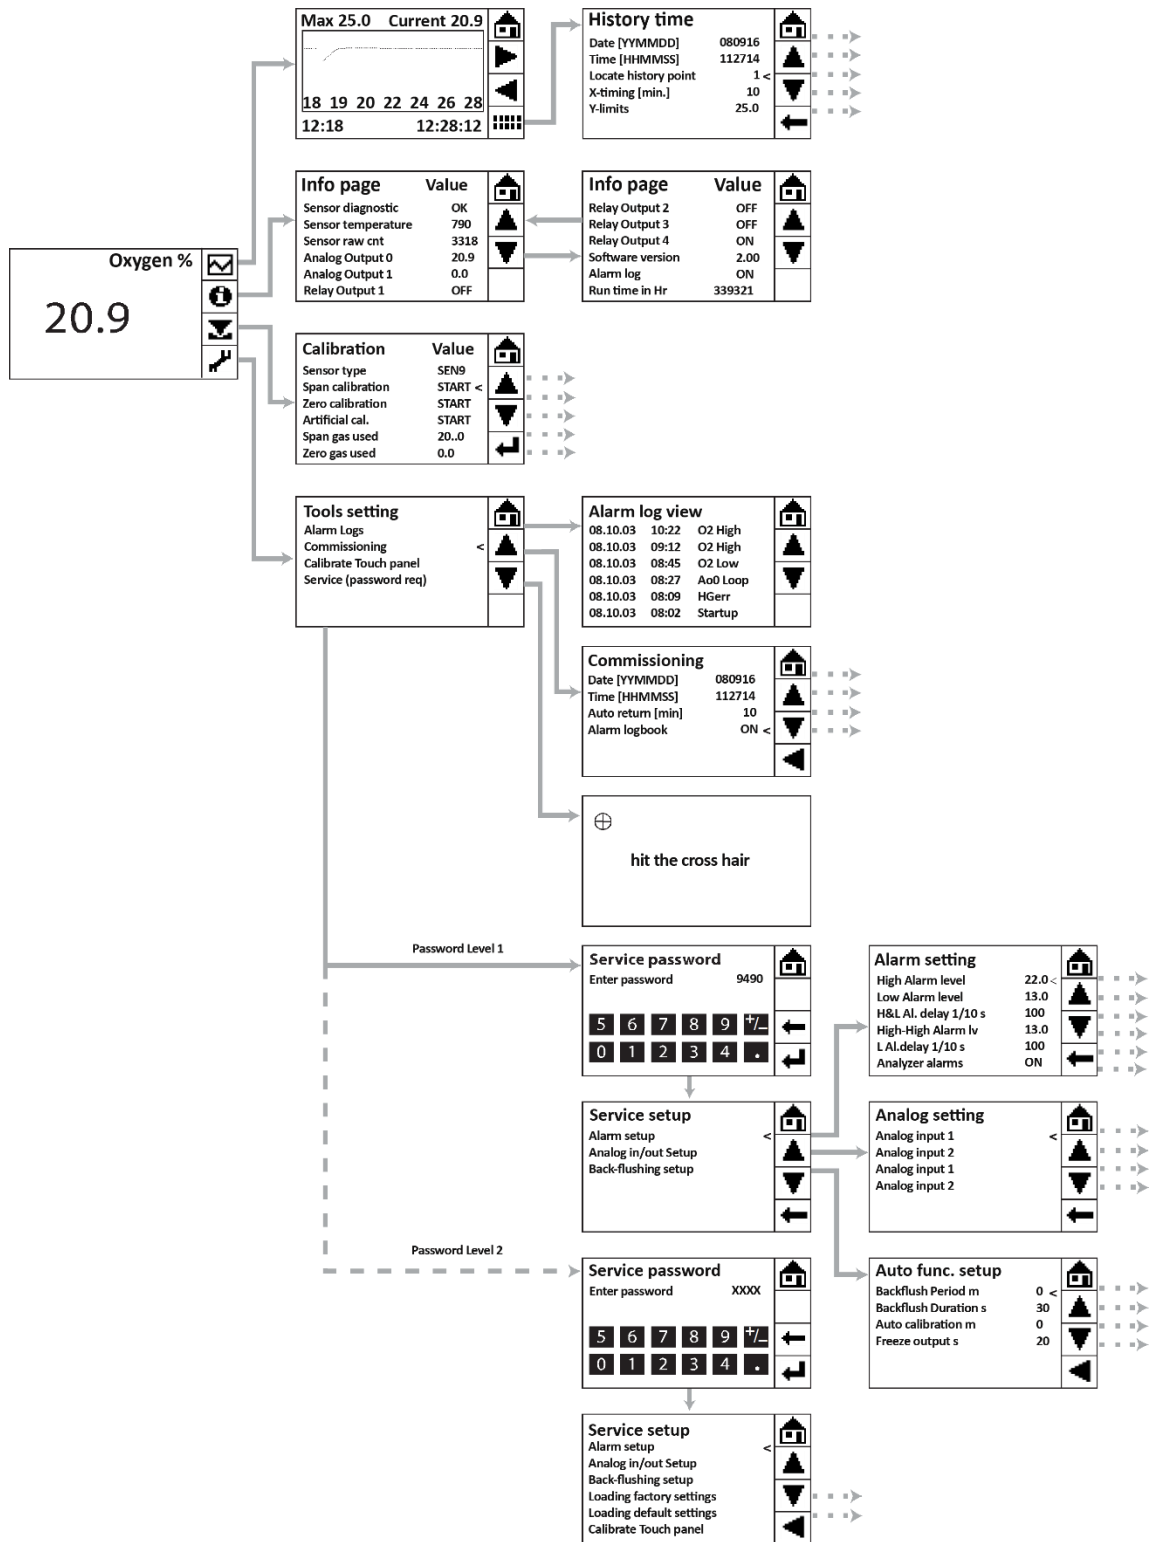 Max 25.0 Current 20.9
18 19 20 22 24 26 28
12:18 12:28:12
History time
Date [YYMMDD] 080916
Time [HHMMSS] 112714
Locate history point 1 <
X-timing [min.] 10
Y-limits 25.0
Info page Value
Sensor diagnostic OK
Sensor temperature 790
Sensor raw cnt 3318
Analog Output 0 20.9
Analog Output 1 0.0
Relay Output 1 OFF
Info page Value
Relay Output 2 OFF
Relay Output 3 OFF
Relay Output 4 ON
Software version 2.00
Alarm log ON
Run time in Hr 339321
Oxygen %
20.9
Calibration Value
Sensor type SEN9
Span calibration START <
Zero calibration START
Artificial cal. START
Span gas used 20..0
Zero gas used 0.0
Tools setting
Alarm Logs
Commissioning <
Calibrate Touch panel
Service (password req)
Alarm log view
08.10.03 10:22 O2 High
08.10.03 09:12 O2 High
08.10.03 08:45 O2 Low
08.10.03 08:27 Ao0 Loop
08.10.03 08:09 HGerr
08.10.03 08:02 Startup
Commissioning
Date [YYMMDD] 080916
Time [HHMMSS] 112714
Auto return [min] 10
Alarm logbook ON <
hit the cross hair
Password Level 1
Service password
Enter password 9490
5 6 7 8 9 +/-
0 1 2 3 4 .
Alarm setting
High Alarm level 22.0<
Low Alarm level 13.0
H&L Al. delay 1/10 s 100
High-High Alarm lv 13.0
L Al.delay 1/10 s 100
Analyzer alarms ON
Service setup
Alarm setup <
Analog in/out Setup
Back-flushing setup
Analog setting
Analog input 1 <
Analog input 2
Analog input 1
Analog input 2
Password Level 2
Service password
Enter password XXXX
5 6 7 8 9 +/-
0 1 2 3 4 .
Auto func. setup
Backflush Period m 0 <
Backflush Duration s 30
Auto calibration m 0
Freeze output s 20
Service setup
Alarm setup <
Analog in/out Setup
Back-flushing setup
Loading factory settings
Loading default settings
Calibrate Touch panel